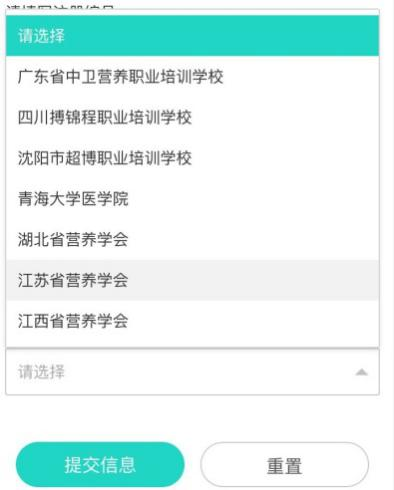 请选择
广东省中卫营养职业培训学校
四川搏锦程职业培训学校
沈阳市超博职业培训学校
青海大学医学院
湖北省营养学会
江苏省营养学会
江西省营养学会
请选择
提交信息
重置